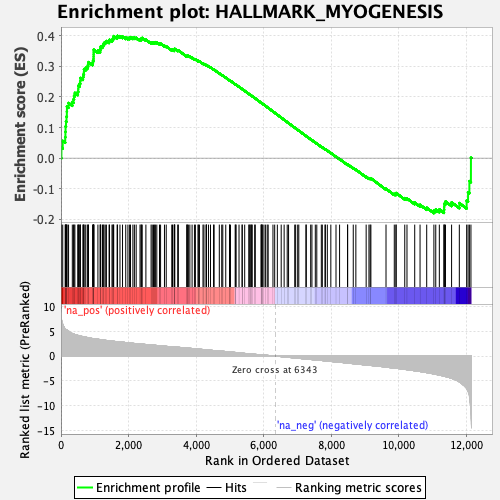 Enrichment plot: HALLMARK_MYOGENESIS
Enrichment score (ES)
0.4
0.3
0.2
0.1
0.0
-0.1
-0.2
Ranked list metric (PreRanked)
10
5
0
-5
-10
-15
'na_pos' (positively correlated)
Zero cross at 6343
'na_neg' (negatively correlated)
0
2,000
4,000
6,000
8,000
10,000
12,000
Rank in Ordered Dataset
Enrichment profile
Hits
Ranking metric scores